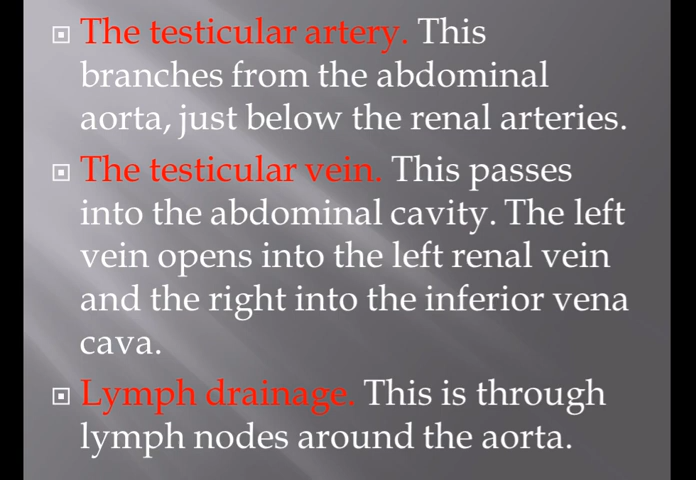 The testicular artery. This
branches from the abdominal
aorta, just below the renal arteries.
The testicular vein. This passes
into the abdominal cavity. The left
vein opens into the left renal vein
and the right into the inferior vena
cava.
Lymph drainage. This is through
lymph nodes around the aorta.